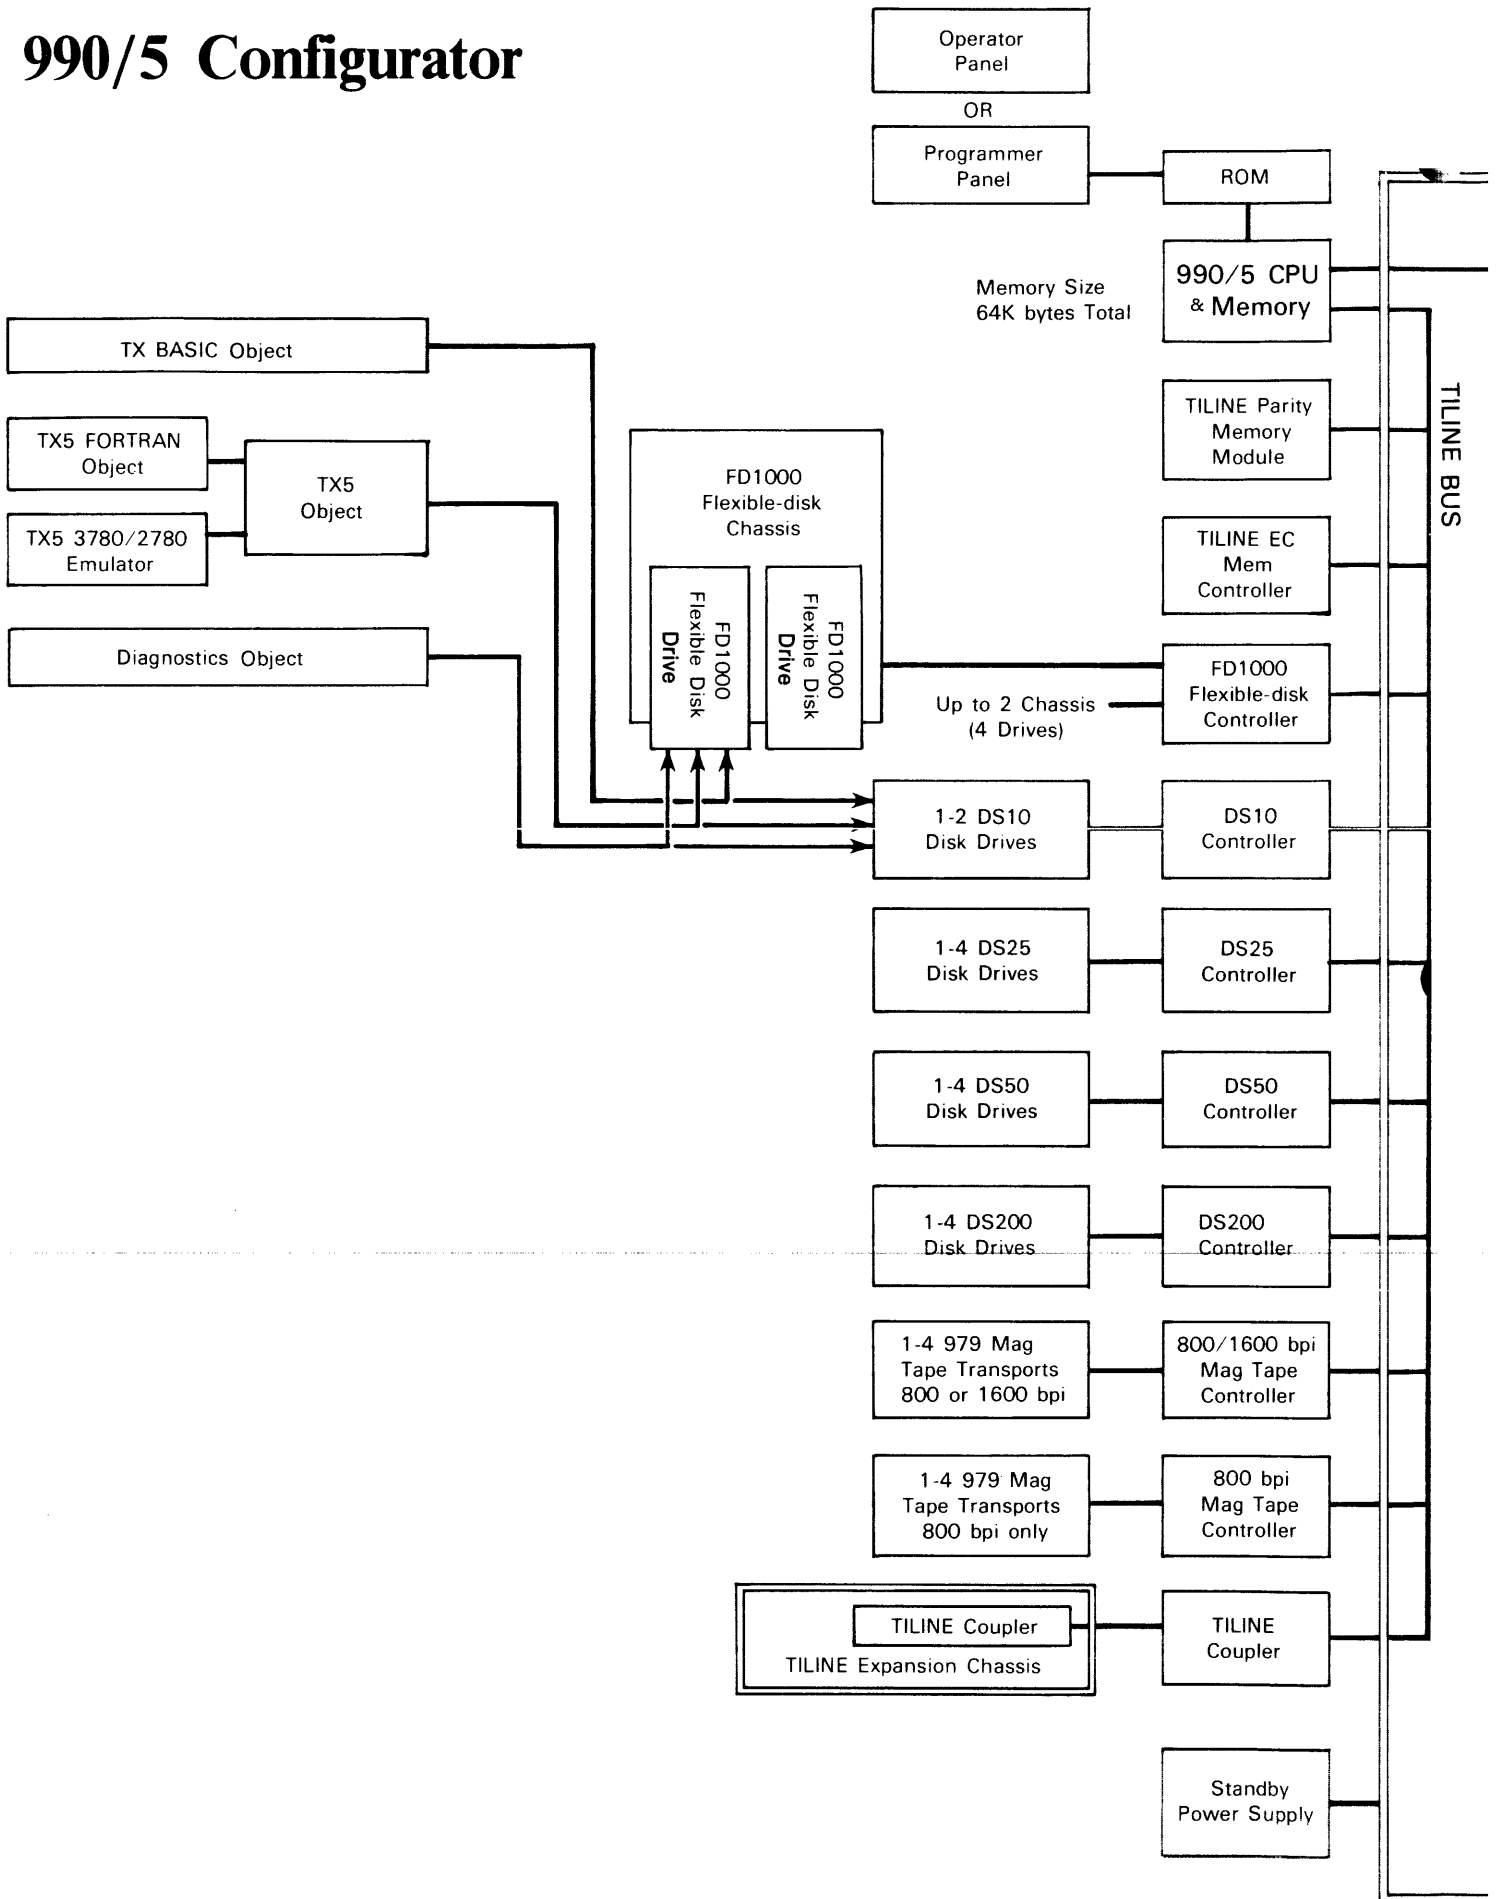 990/5 Configurator
Operator
Panel
OR
Programmer
Panel
ROM
990/5 CPU
& Memory
Memory Size
64K bytes Total
TX BASIC Object
TX5 FORTRAN
Object
TX5
Object
TX5 3780/2780
Emulator
Diagnostics Object
FD1000
Flexible-disk
Chassis
FD1000
Flexible Disk
Drive
FD1000
Flexible Disk
Drive
TILINE Parity
Memory
Module
TILINE BUS
TILINE EC
Mem
Controller
FD1000
Flexible-disk
Controller
Up to 2 Chassis
(4 Drives)
1-2 DS10
Disk Drives
DS10
Controller
1-4 DS25
Disk Drives
DS25
Controller
1-4 DS50
Disk Drives
DS50
Controller
1-4 DS200
Disk Drives
DS200
Controller
1-4 979 Mag
Tape Transports
800 or 1600 bpi
800/1600 bpi
Mag Tape
Controller
1-4 979 Mag
Tape Transports
800 bpi only
800 bpi
Mag Tape
Controller
TILINE Coupler
TILINE Expansion Chassis
TILINE
Coupler
Standby
Power Supply